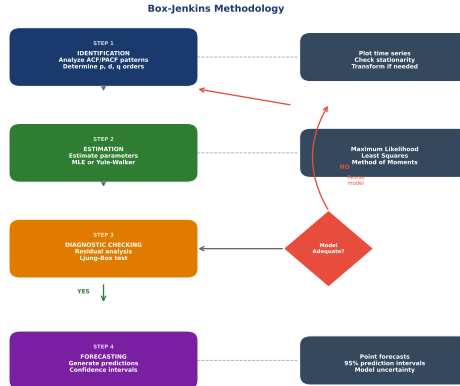 Box-Jenkins Methodology
STEP 1
IDENTIFICATION
Analyze ACF/PACF patterns
Determine p, d, q orders
Plot time series
Check stationarity
Transform if needed
STEP 2
ESTIMATION
Estimate parameters
MLE or Yule-Walker
Maximum Likelihood
Least Squares
Method of Moments
NO
model
STEP 3
DIAGNOSTIC CHECKING
Residual analysis
Ljung-Box test
Model
Adequate?
YES
STEP 4
FORECASTING
Generate predictions
Confidence intervals
Point forecasts
95% prediction intervals
Model uncertainty